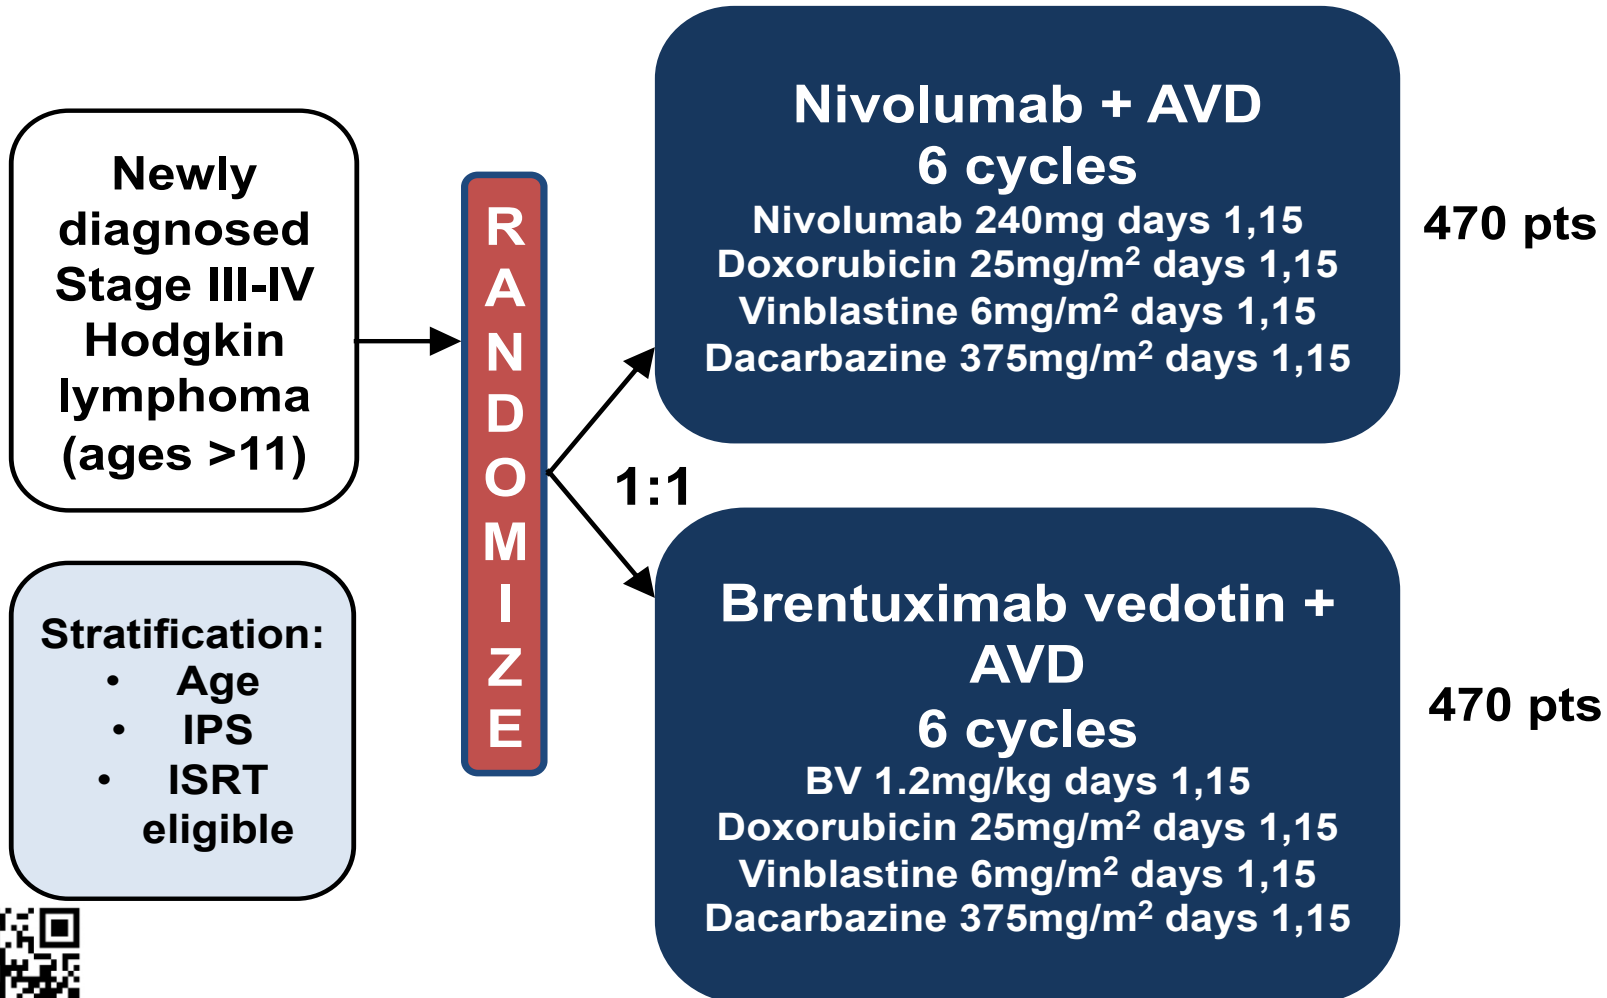 Newly
diagnosed
Stage III-IV
Hodgkin
lymphoma
(ages >11)
Stratification:
• Age
• IPS
• ISRT
eligible
R
A
N
D
O
M
I
Z
E
1:1
Nivolumab + AVD
6 cycles
Nivolumab 240mg days 1,15
Doxorubicin 25mg/m² days 1,15
Vinblastine 6mg/m² days 1,15
Dacarbazine 375mg/m² days 1,15
470 pts
Brentuximab vedotin +
AVD
6 cycles
BV 1.2mg/kg days 1,15
Doxorubicin 25mg/m² days 1,15
Vinblastine 6mg/m² days 1,15
Dacarbazine 375mg/m² days 1,15
470 pts